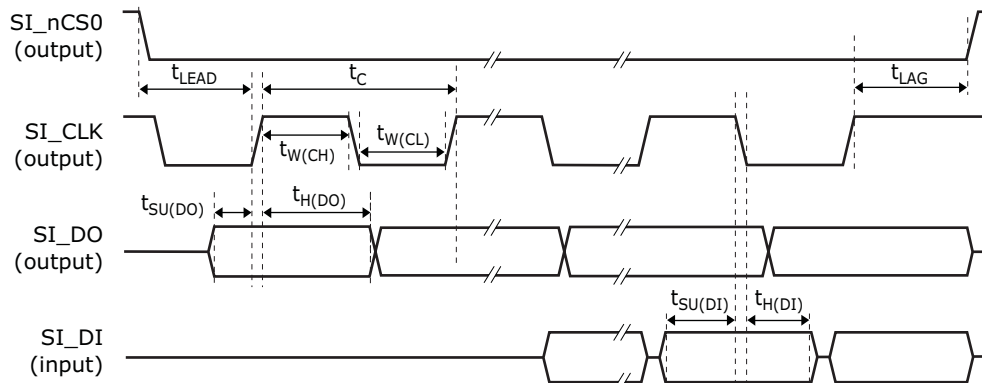 SI_nCS0
(output)
tLEAD
tC
tLAG
SI_CLK
(output)
tW(CH)
tW(CL)
tSU(DO)
tH(DO)
SI_DO
(output)
tSU(DI)
tH(DI)
SI_DI
(input)